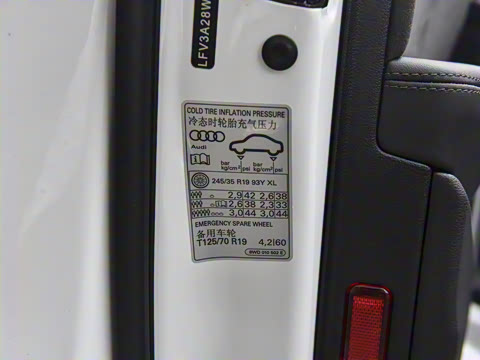 LFV3A28W
COLD TIRE INFLATION PRESSURE
冷态时轮胎充气压力
Audi
bar kg/cm² psi bar kg/cm² psi
245/35 R19 93Y XL
2,9 42 2,6 38
2,6 38 2,3 33
3,0 44 3,0 44
EMERGENCY SPARE WHEEL
备用车轮
T125/70 R19 4,2 60
8WD 010 502 E